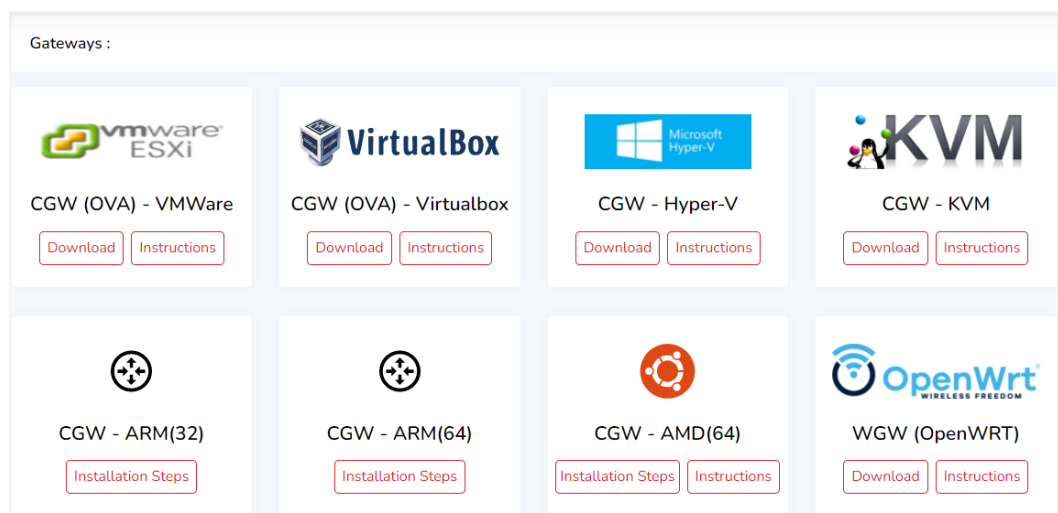 Gateways :
vmware
ESXi
VirtualBox
Microsoft
Hyper-V
KVM
CGW (OVA) - VMWare
CGW (OVA) - Virtualbox
CGW - Hyper-V
CGW - KVM
Download Instructions
Download Instructions
Download Instructions
Download Instructions
OpenWrt
WIRELESS FREEDOM
CGW - ARM(32)
CGW - ARM(64)
CGW - AMD(64)
WGW (OpenWRT)
Installation Steps
Installation Steps
Installation Steps Instructions
Download Instructions